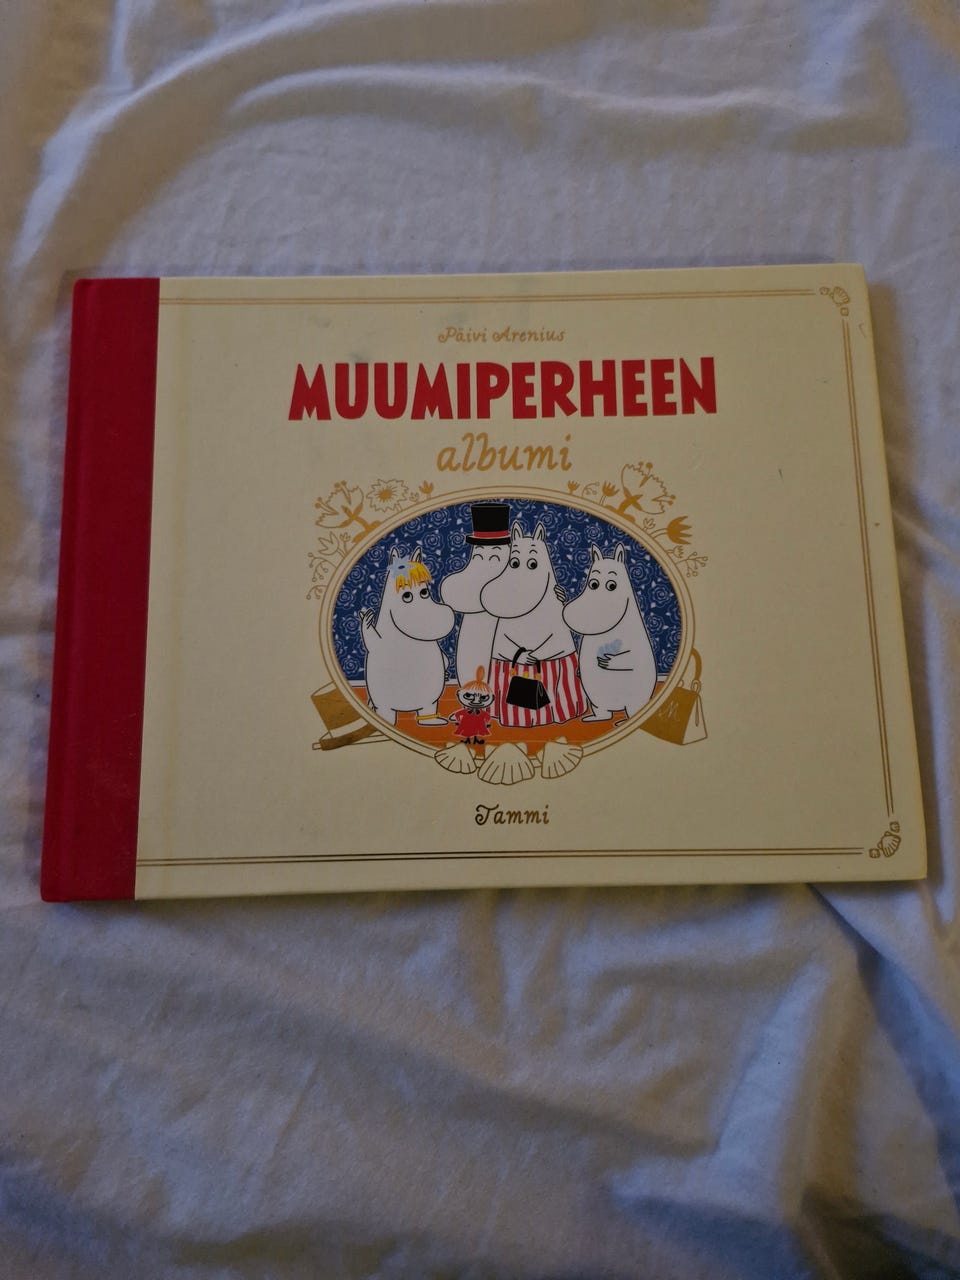 Päivi Arenius
MUUMIPERHEEN
albumi
M
Tammi